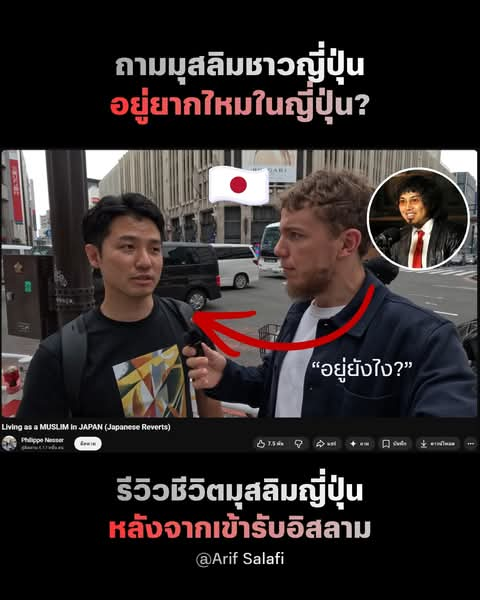 ถามมุสลิมชาวญี่ปุ่น
อยู่ยากไหมในญี่ปุ่น?
BVLGARI
“อยู่ยังไง?”
Living as a MUSLIM in JAPAN (Japanese Reverts)
Philippe Nesser
ติดตาม
7.5 พัน
แชร์
ถาม
บันทึก
ดาวน์โหลด
รีวิวชีวิตมุสลิมญี่ปุ่น
หลังจากเข้ารับอิสลาม
@Arif Salafi